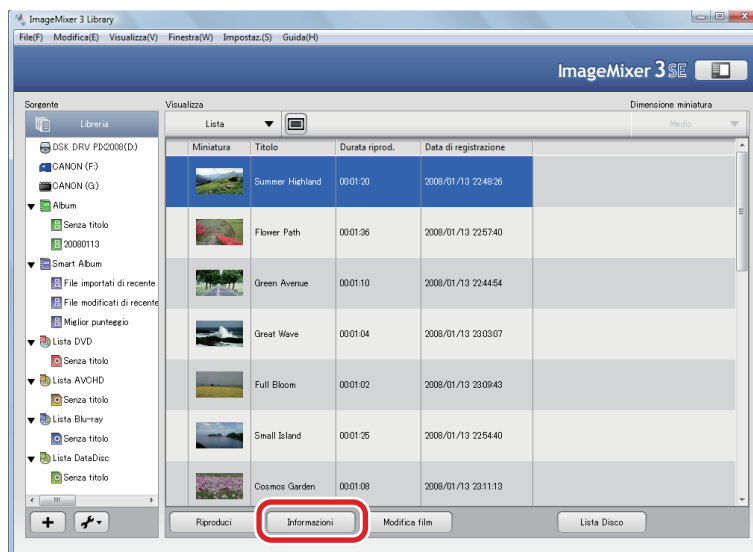 ImageMixer 3 Library
File(F) Modifica(E) Visualizza(V) Finestra(W) Impostaz.(S) Guida(H)
ImageMixer 3 SE
Sorgente Visualizza Dimensione miniatura
Libreria Lista Medio
DSK DRV PD2008(D:) Miniatura Titolo Durata riprod. Data di registrazione
CANON (F:)
CANON (G:)
Summer Highland 00:01:20 2008/01/13 22:48:26
Album
Senza titolo
20080113
Flower Path 00:01:36 2008/01/13 22:57:40
Smart Album
File importati di recente
Green Avenue 00:01:10 2008/01/13 22:44:54
File modificati di recente
Miglior punteggio
Great Wave 00:01:04 2008/01/13 23:03:07
Lista DVD
Senza titolo
Lista AVCHD
Full Bloom 00:01:02 2008/01/13 23:09:43
Senza titolo
Lista Blu-ray
Senza titolo
Small Island 00:01:25 2008/01/13 22:54:40
Lista DataDisc
Senza titolo
Cosmos Garden 00:01:08 2008/01/13 23:11:13
Riproduci Informazioni Modifica film Lista Disco